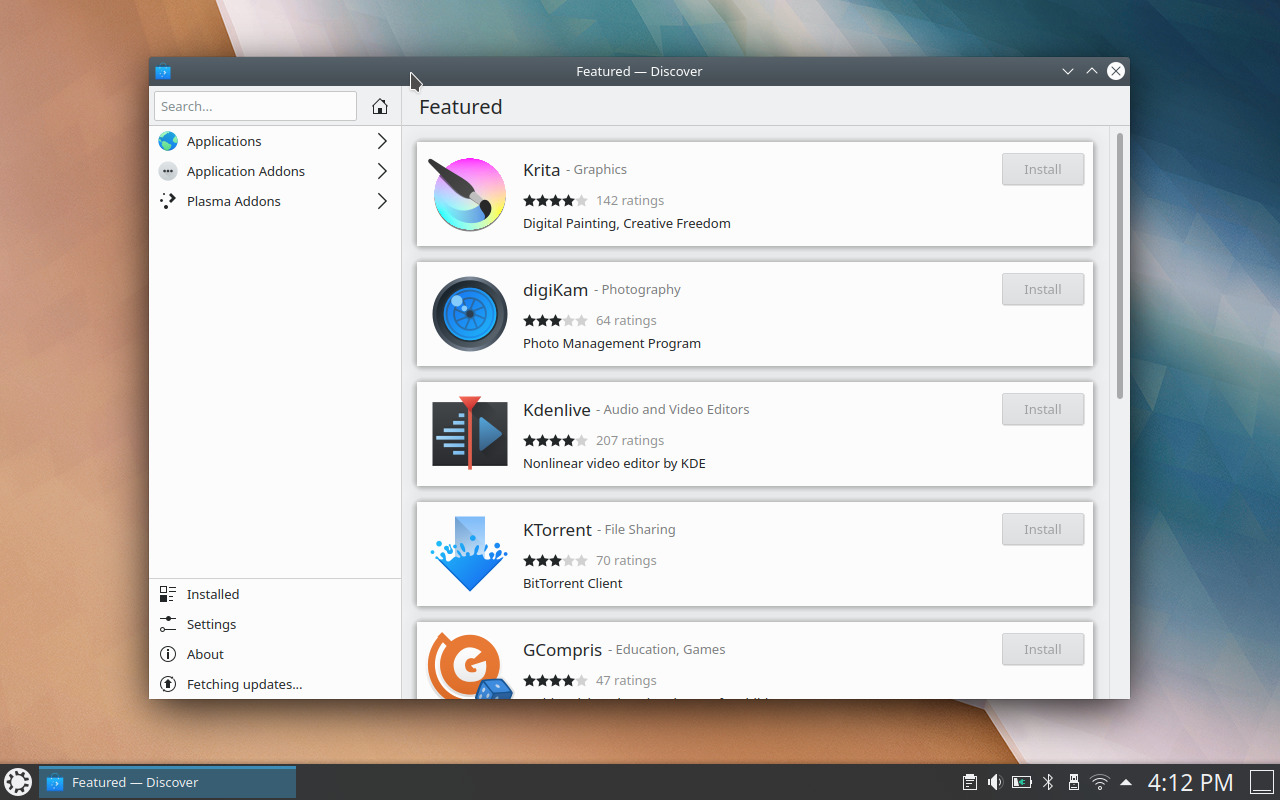 Featured — Discover
Search...
Featured
Applications
Application Addons
Plasma Addons
Installed
Settings
About
Fetching updates...
Krita - Graphics
Install
142 ratings
Digital Painting, Creative Freedom
digiKam - Photography
Install
64 ratings
Photo Management Program
Kdenlive - Audio and Video Editors
Install
207 ratings
Nonlinear video editor by KDE
KTorrent - File Sharing
Install
70 ratings
BitTorrent Client
GCompris - Education, Games
Install
47 ratings
Featured — Discover
4:12 PM